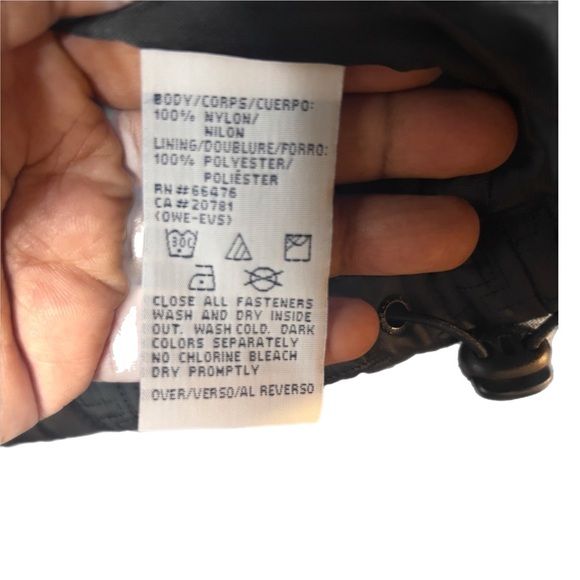 BODY/CORPS/CUERPO:
100% NYLON/
NILON
LINING/DOUBLURE/FORRO:
100% POLYESTER/
POLIÉSTER
RN#66476
CA#20781
(OWE-EVS)
30C
CLOSE ALL FASTENERS
WASH AND DRY INSIDE
OUT. WASH COLD. DARK
COLORS SEPARATELY
NO CHLORINE BLEACH
DRY PROMPTLY
OVER/VERSO/AL REVERSO